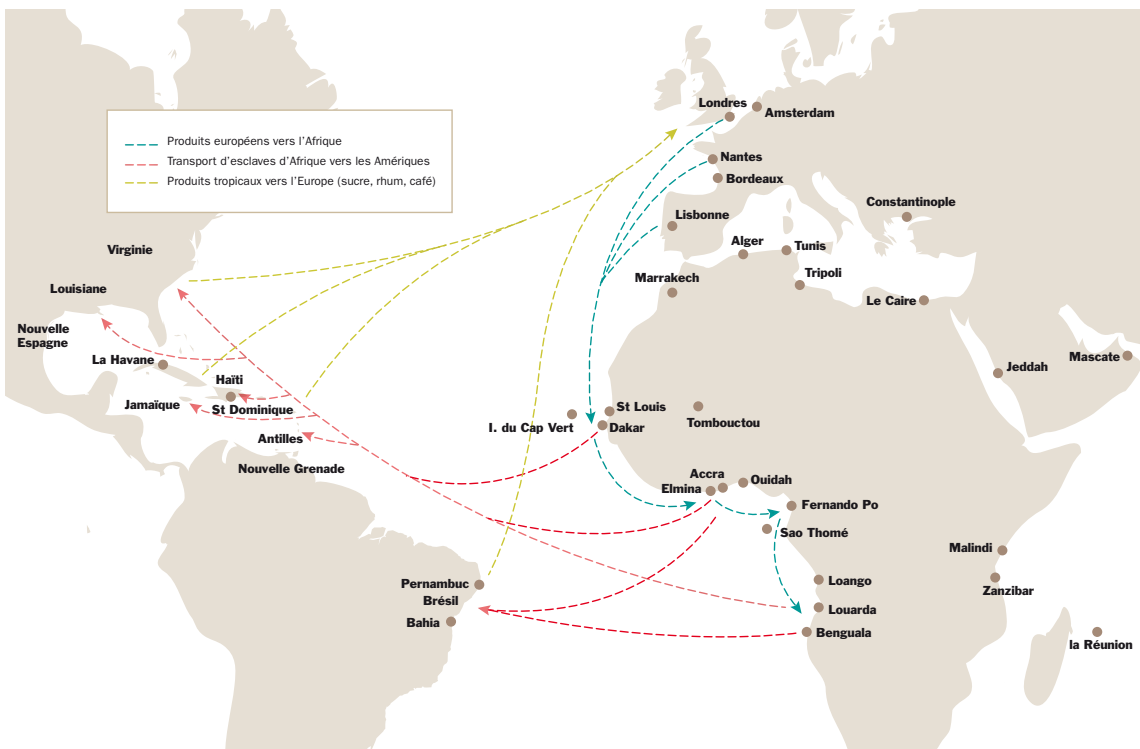 Produits européens vers l'Afrique
Transport d'esclaves d'Afrique vers les Amériques
Produits tropicaux vers l'Europe (sucre, rhum, café)
Londres
Amsterdam
Nantes
Bordeaux
Lisbonne
Constantinople
Alger
Tunis
Tripoli
Marrakech
Le Caire
Virginie
Louisiane
Nouvelle
Espagne
La Havane
Haïti
St Dominique
Jamaïque
Antilles
Nouvelle Grenade
Mascate
Jeddah
I. du Cap Vert
St Louis
Dakar
Tombouctou
Accra
Elmina
Ouidah
Fernando Po
Sao Thomé
Malindi
Zanzibar
Loango
Louarda
Benguala
la Réunion
Pernambuc
Brésil
Bahia